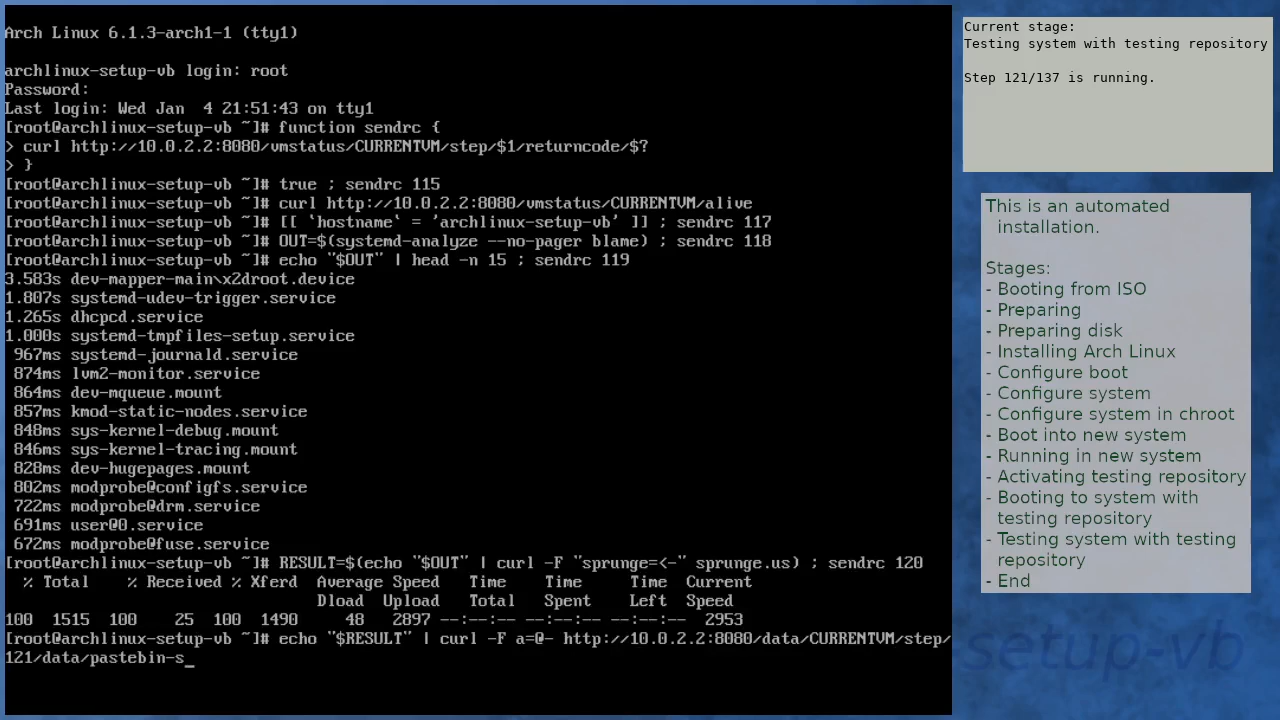 Arch Linux 6.1.3-arch1-1 (tty1)
archlinux-setup-vb login: root
Password:
Last login: Wed Jan  4 21:51:43 on tty1
[root@archlinux-setup-vb ~]# function sendrc {
> curl http://10.0.2.2:8080/vmstatus/CURRENTVM/step/$1/returncode/$?
> }
[root@archlinux-setup-vb ~]# true ; sendrc 115
[root@archlinux-setup-vb ~]# curl http://10.0.2.2:8080/vmstatus/CURRENTVM/alive
[root@archlinux-setup-vb ~]# [[ `hostname` = 'archlinux-setup-vb' ]] ; sendrc 117
[root@archlinux-setup-vb ~]# OUT=$(systemd-analyze --no-pager blame) ; sendrc 118
[root@archlinux-setup-vb ~]# echo "$OUT" | head -n 15 ; sendrc 119
3.583s dev-mapper-main\x2droot.device
1.807s systemd-udev-trigger.service
1.265s dhcpcd.service
1.000s systemd-tmpfiles-setup.service
 967ms systemd-journald.service
 874ms lvm2-monitor.service
 864ms dev-mqueue.mount
 857ms kmod-static-nodes.service
 848ms sys-kernel-debug.mount
 846ms sys-kernel-tracing.mount
 828ms dev-hugepages.mount
 802ms modprobe@configfs.service
 722ms modprobe@drm.service
 691ms user@0.service
 672ms modprobe@fuse.service
[root@archlinux-setup-vb ~]# RESULT=$(echo "$OUT" | curl -F "sprunge=<-" sprunge.us) ; sendrc 120
  % Total    % Received % Xferd  Average Speed   Time    Time     Time  Current
                                 Dload  Upload   Total   Spent    Left  Speed
100  1515  100    25  100  1490     48   2897 --:--:-- --:--:-- --:--:--  2953
[root@archlinux-setup-vb ~]# echo "$RESULT" | curl -F a=@- http://10.0.2.2:8080/data/CURRENTVM/step/
121/data/pastebin-s_
Current stage:
Testing system with testing repository
Step 121/137 is running.
This is an automated
installation.
Stages:
- Booting from ISO
- Preparing
- Preparing disk
- Installing Arch Linux
- Configure boot
- Configure system
- Configure system in chroot
- Boot into new system
- Running in new system
- Activating testing repository
- Booting to system with
testing repository
- Testing system with testing
repository
- End
setup-vb